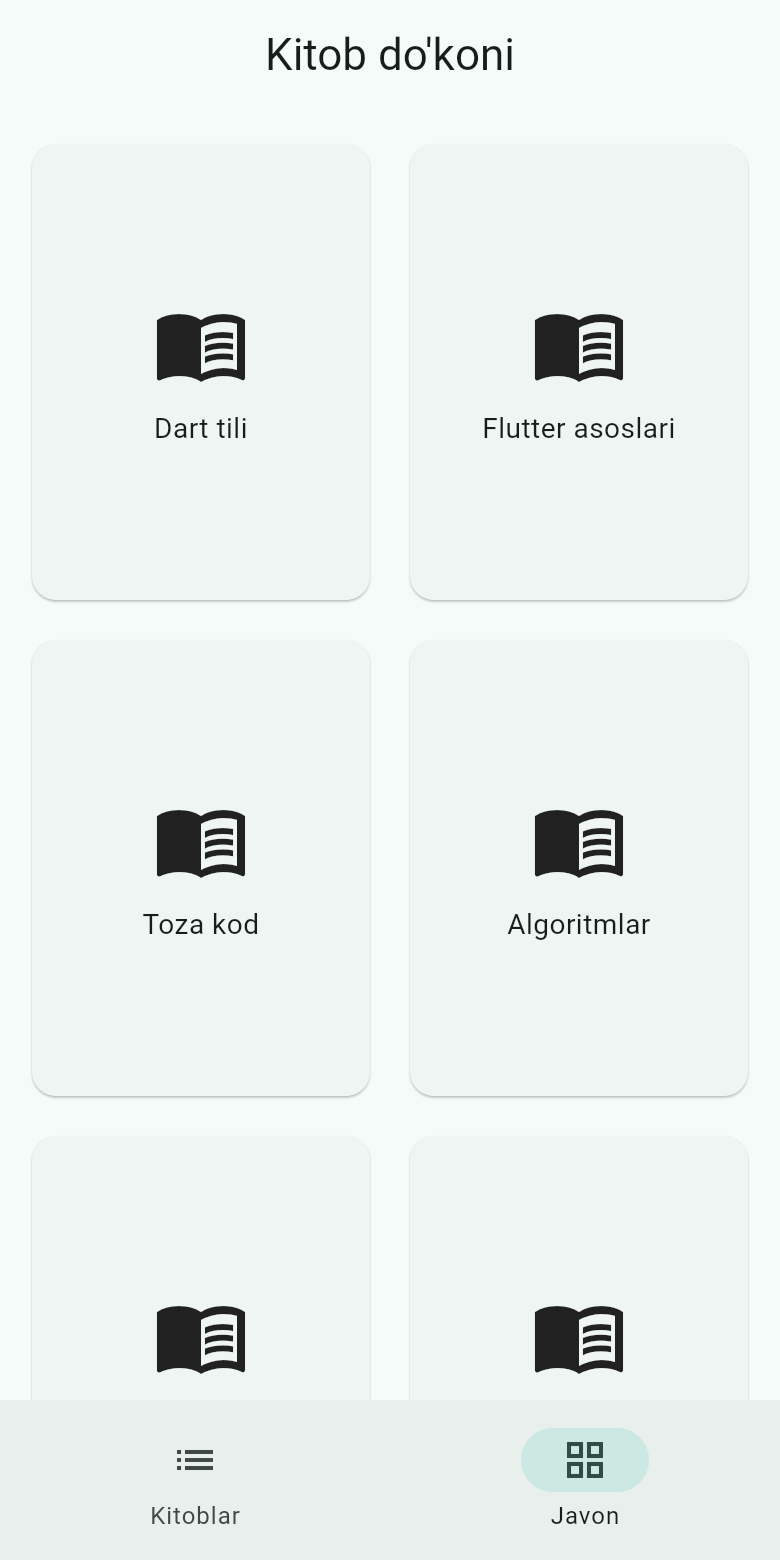 Kitob do'koni
Dart tili
Flutter asoslari
Toza kod
Algoritmlar
Kitoblar
Javon